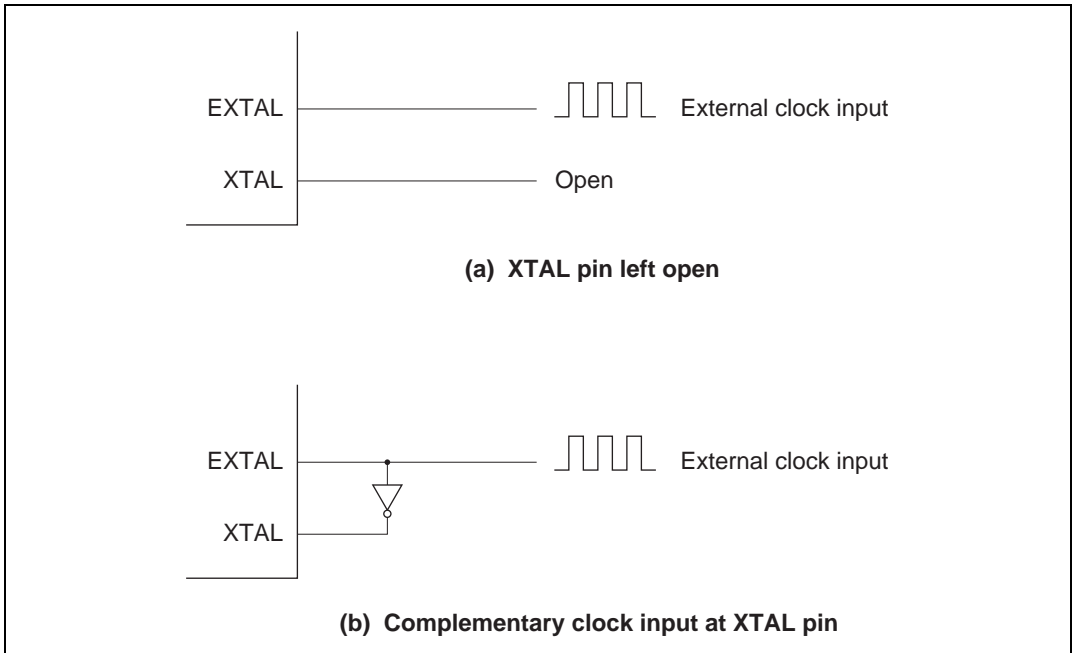 EXTAL External clock input
XTAL Open
(a) XTAL pin left open
EXTAL External clock input
XTAL
(b) Complementary clock input at XTAL pin